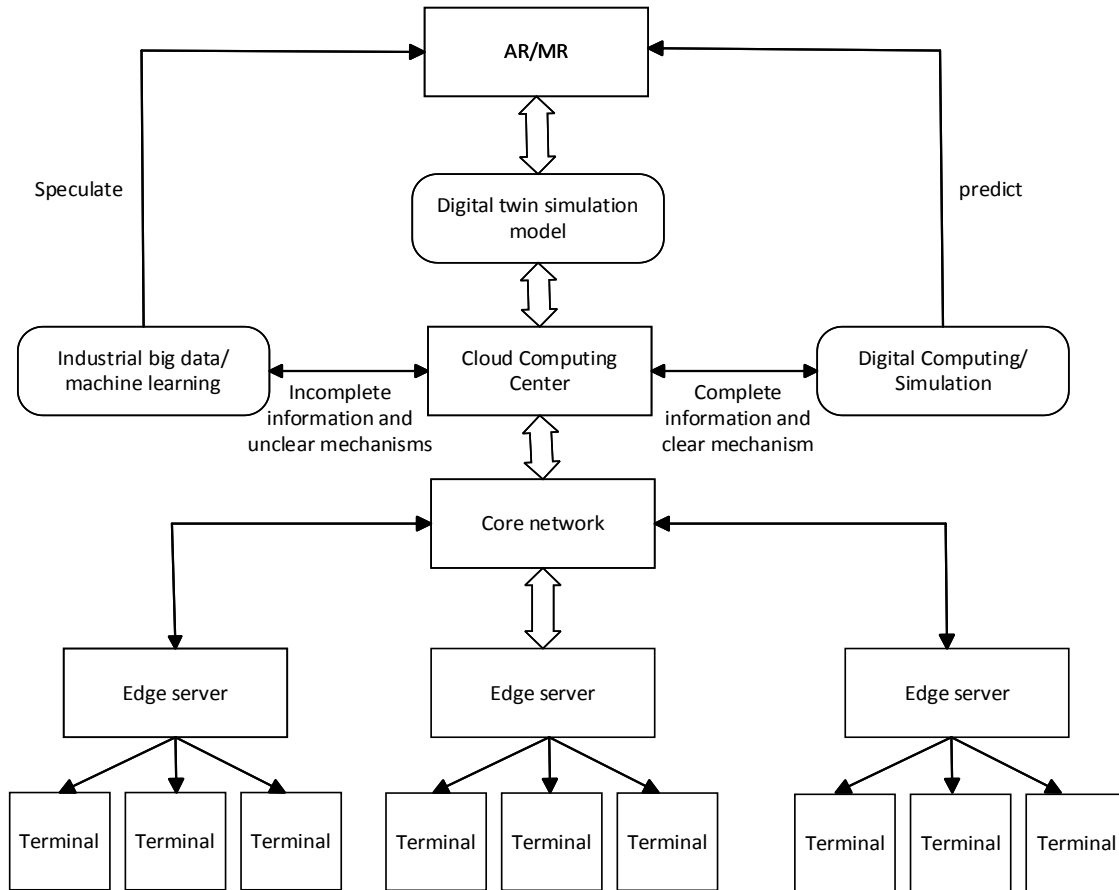 AR/MR
Speculate
predict
Digital twin simulation
model
Industrial big data/
machine learning
Cloud Computing
Center
Digital Computing/
Simulation
Incomplete
information and
unclear mechanisms
Complete
information and
clear mechanism
Core network
Edge server
Edge server
Edge server
Terminal
Terminal
Terminal
Terminal
Terminal
Terminal
Terminal
Terminal
Terminal